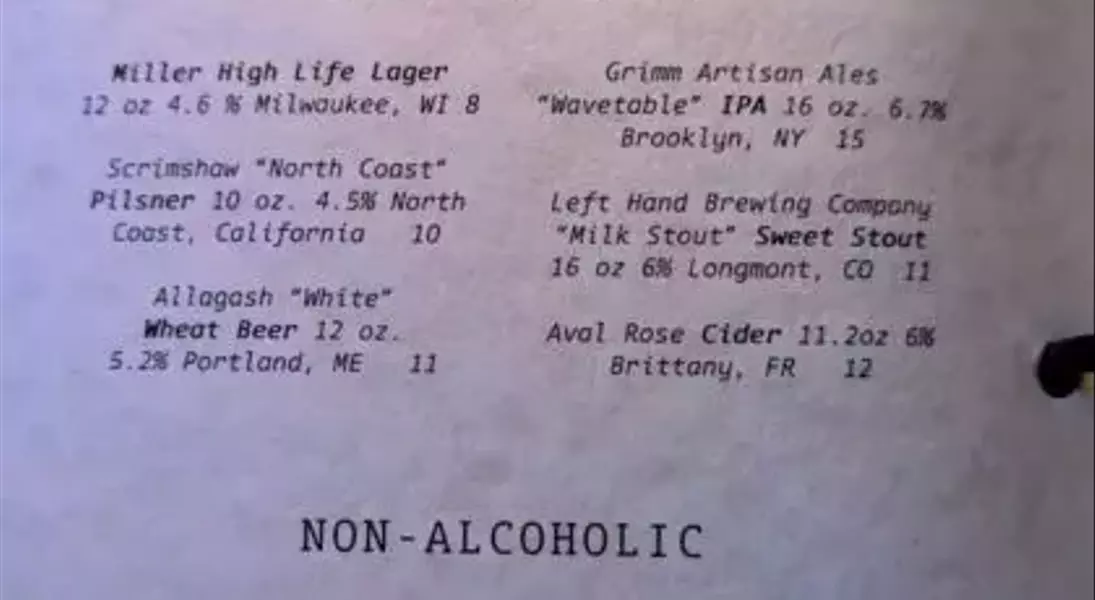 Miller High Life Lager
12 oz 4.6 % Milwaukee, WI 8
Scrimshaw "North Coast"
Pilsner 10 oz. 4.5% North
Coast, California 10
Allagash "White"
Wheat Beer 12 oz.
5.2% Portland, ME 11
Grimm Artisan Ales
"Wavetable" IPA 16 oz. 6.7%
Brooklyn, NY 15
Left Hand Brewing Company
"Milk Stout" Sweet Stout
16 oz 6% Longmont, CO 11
Aval Rose Cider 11.2oz 6%
Brittany, FR 12
NON-ALCOHOLIC